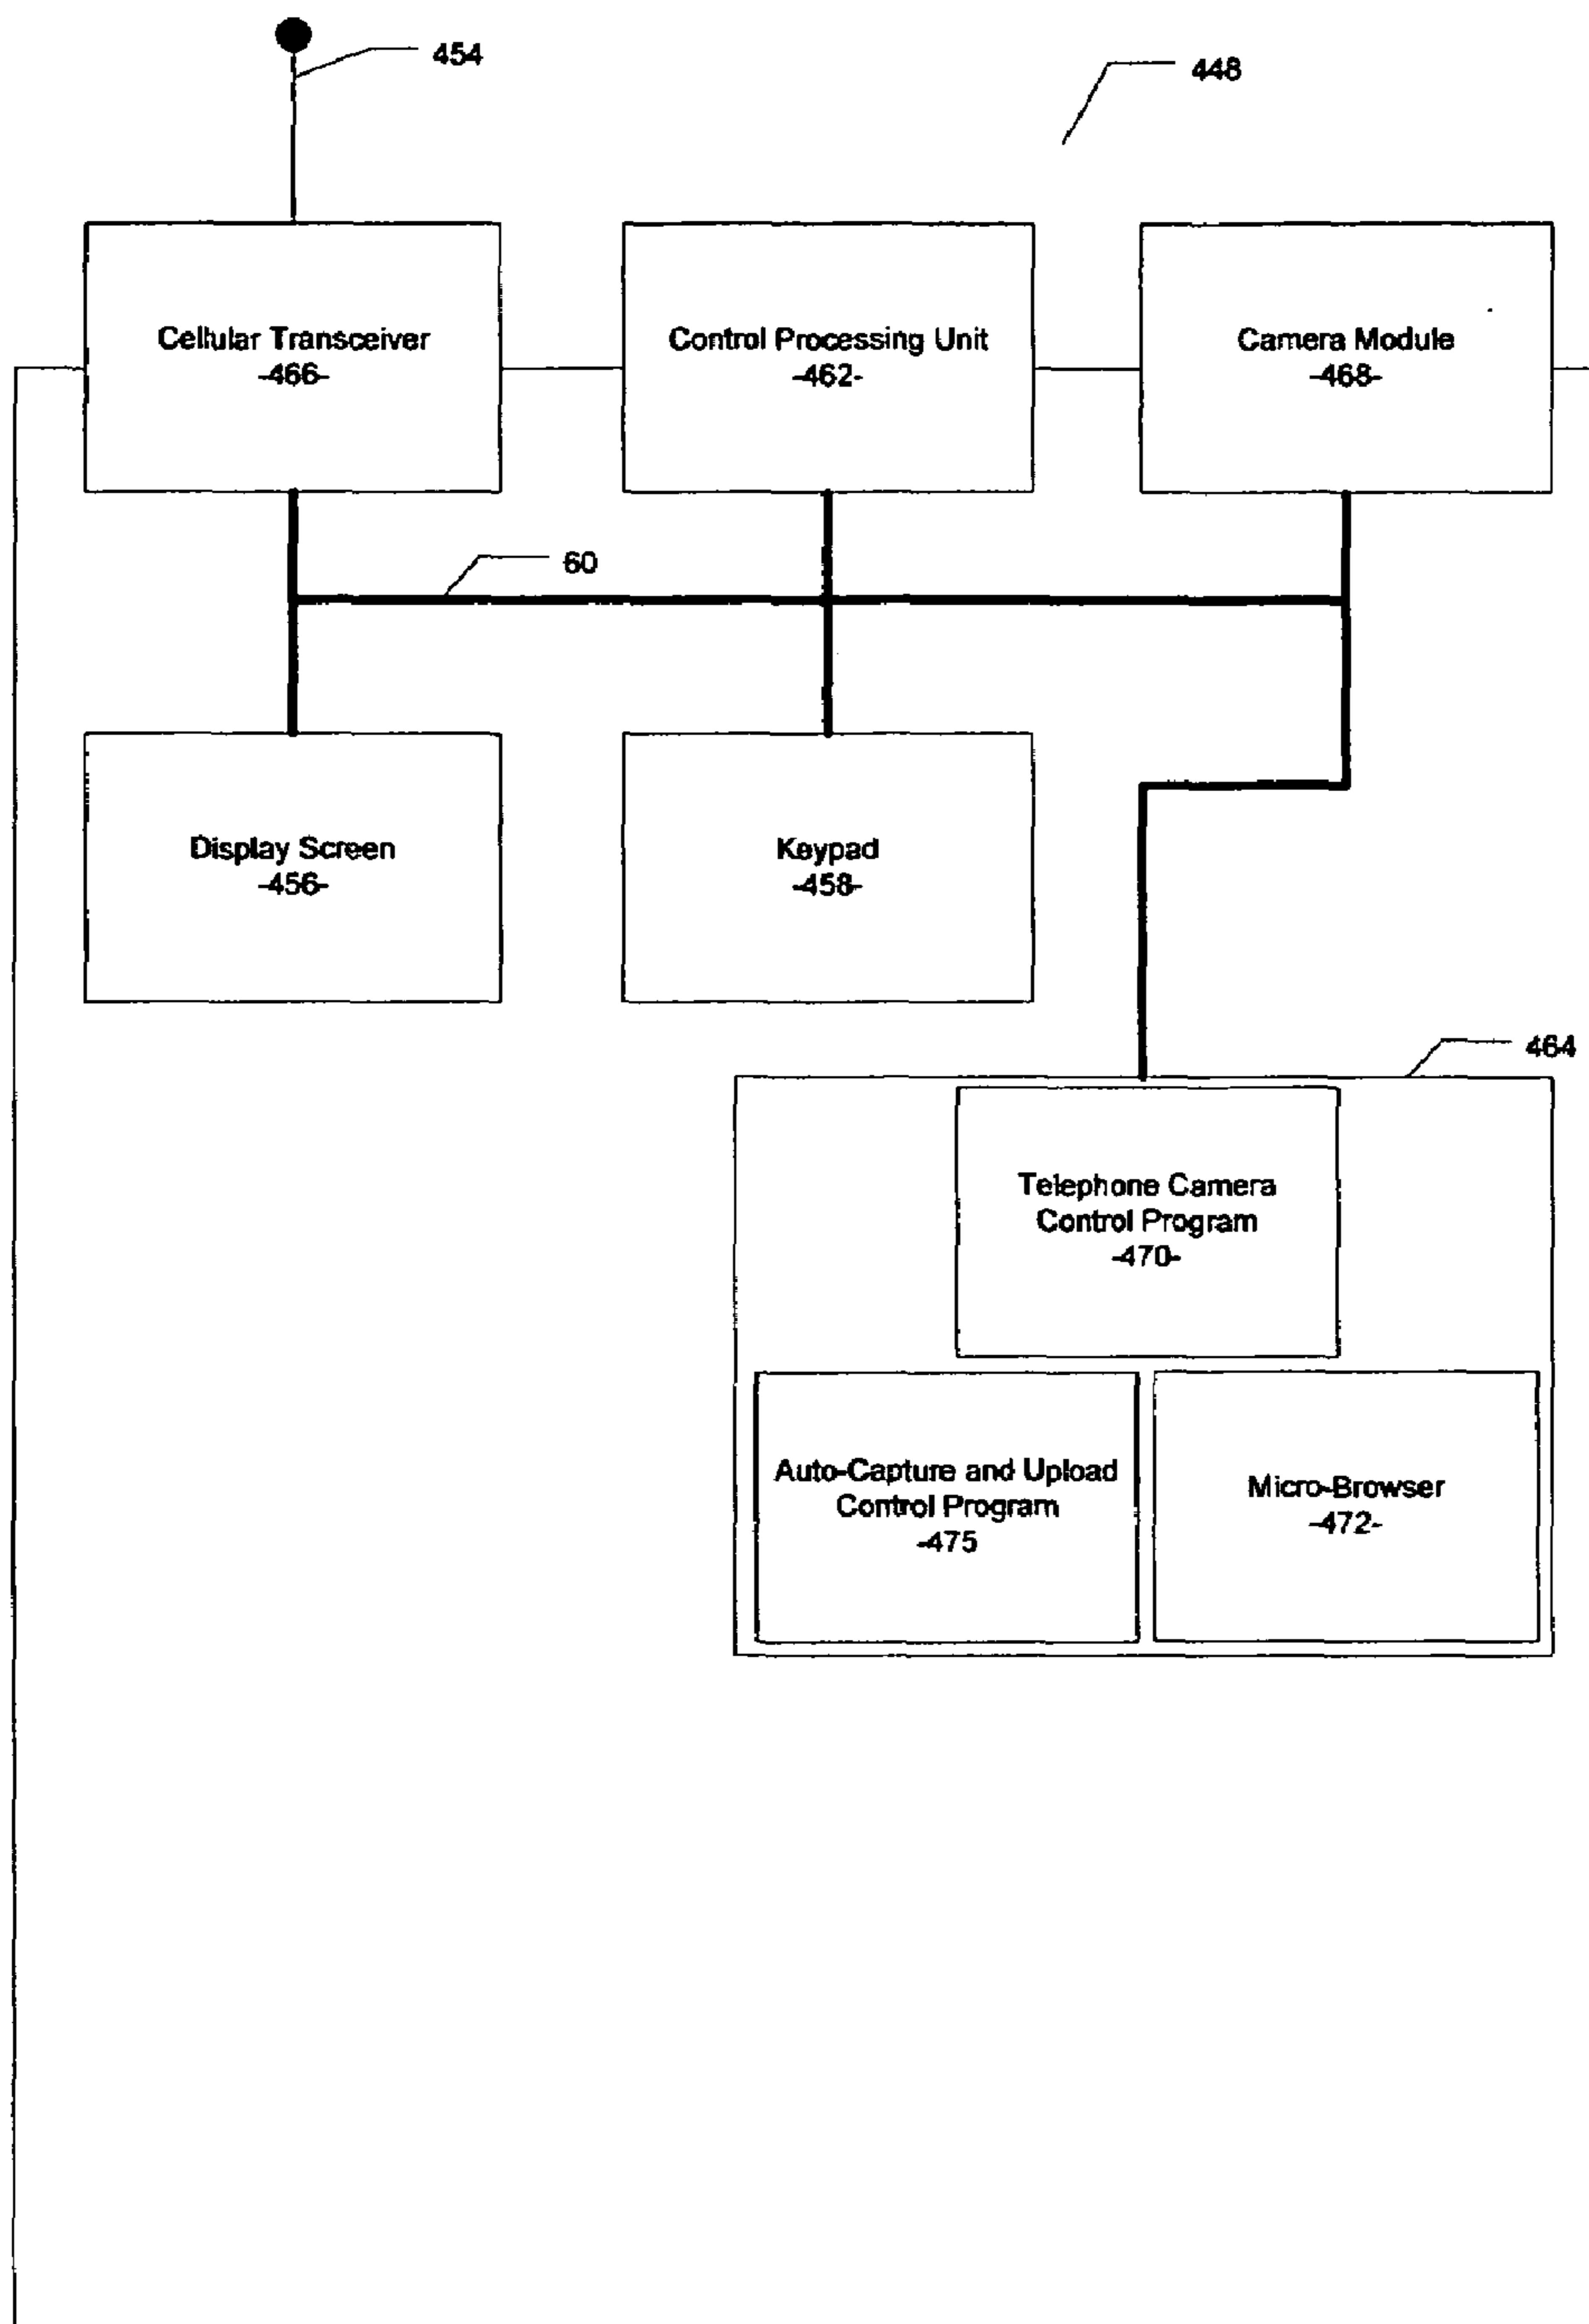 454
448
Cellular Transceiver
-466-
Control Processing Unit
-462-
Camera Module
-468-
60
Display Screen
-456-
Keypad
-458-
464
Telephone Camera
Control Program
-470-
Auto-Capture and Upload
Control Program
-475
Micro-Browser
-472-